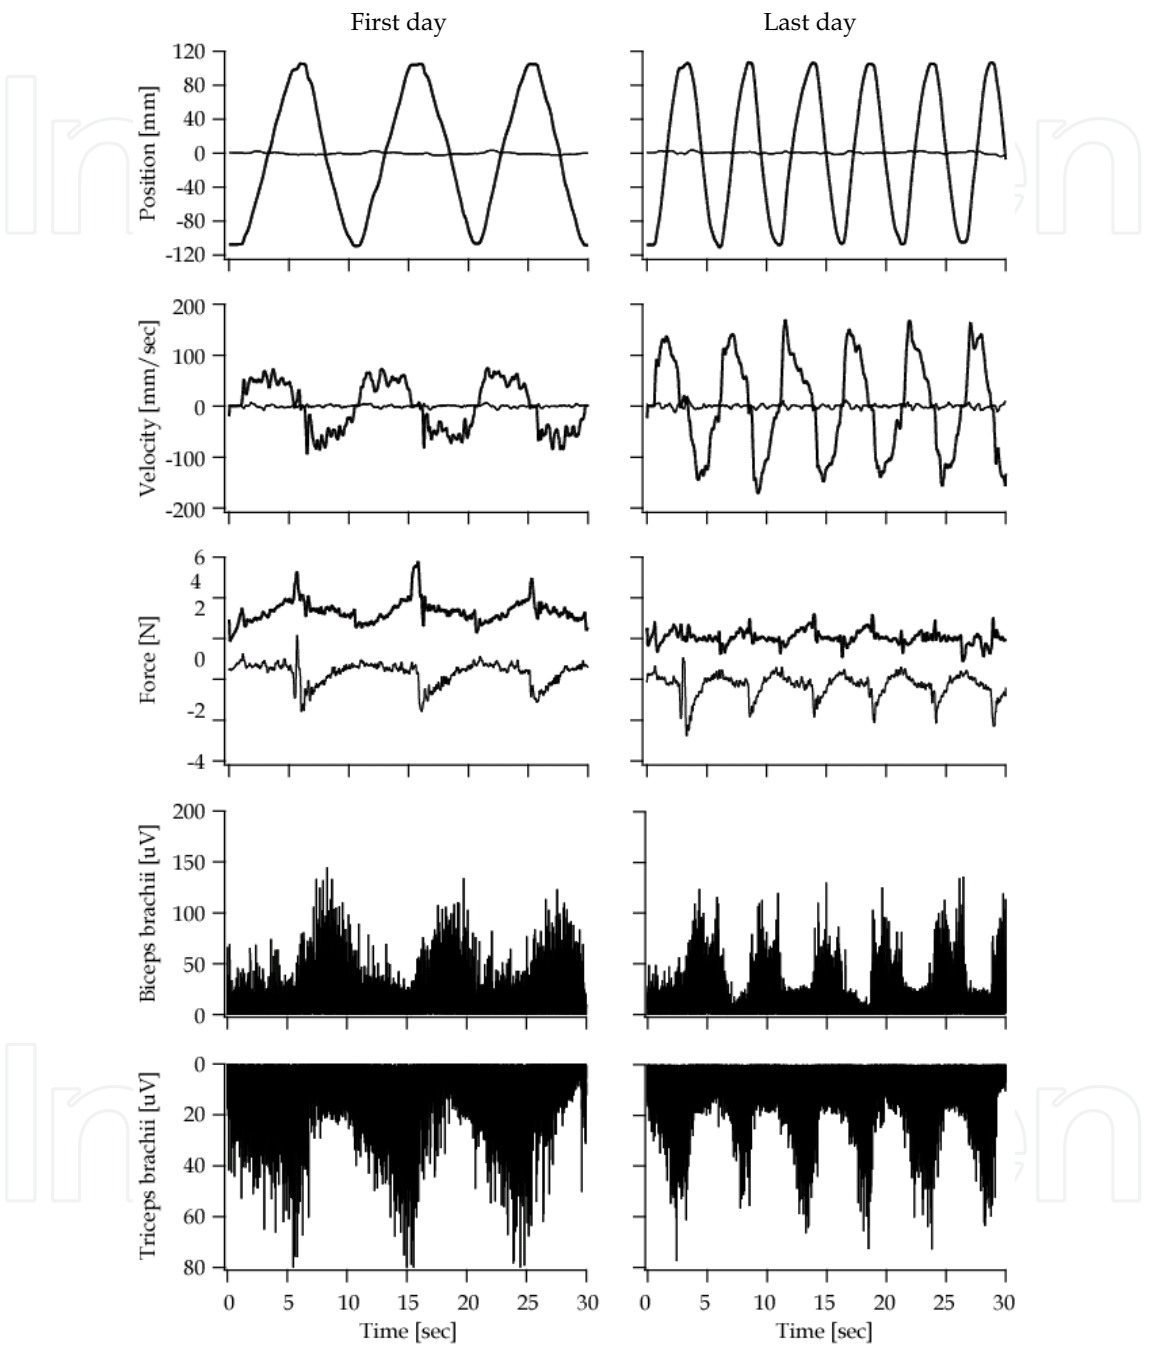 First day
Last day
Position [mm]
120
80
40
0
-40
-80
-120
Velocity [mm/sec]
200
100
0
-100
-200
Force [N]
6
4
2
0
-2
-4
Biceps brachii [uV]
200
150
100
50
0
Triceps brachii [uV]
0
20
40
60
80
0 5 10 15 20 25 30
0 5 10 15 20 25 30
Time [sec]
Time [sec]